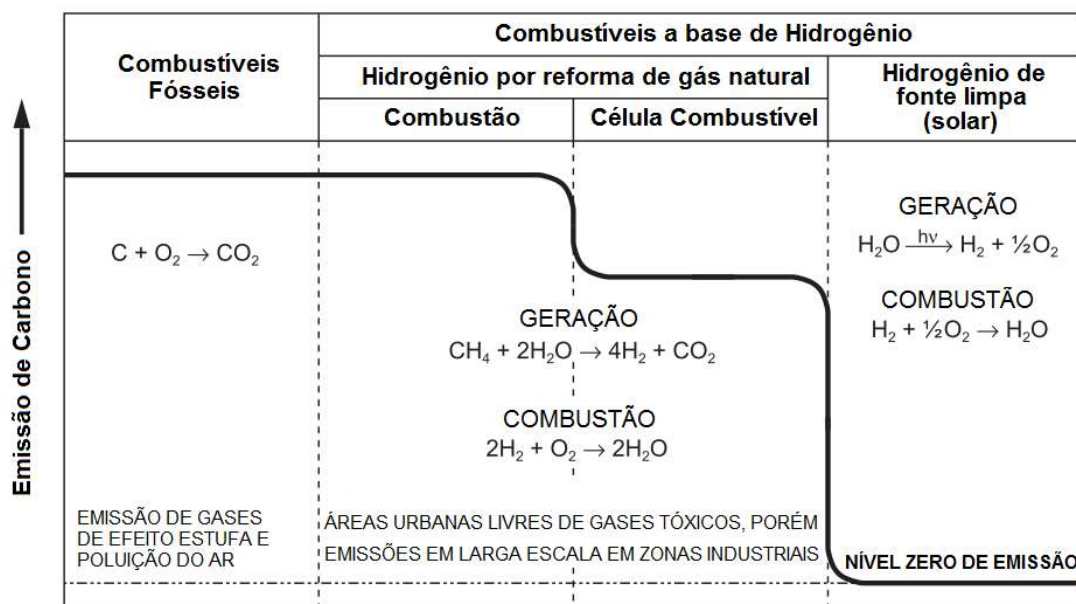 Combustíveis
Fósseis
Combustíveis a base de Hidrogênio
Hidrogênio por reforma de gás natural
Combustão
Célula Combustível
Hidrogênio de
fonte limpa
(solar)
Emissão de Carbono
C + O₂ → CO₂
GERAÇÃO
CH₄ + 2H₂O → 4H₂ + CO₂
COMBUSTÃO
2H₂ + O₂ → 2H₂O
GERAÇÃO
H₂O hν → H₂ + ½O₂
COMBUSTÃO
H₂ + ½O₂ → H₂O
EMISSÃO DE GASES
DE EFEITO ESTUFA E
POLUIÇÃO DO AR
ÁREAS URBANAS LIVRES DE GASES TÓXICOS, PORÉM
EMISSÕES EM LARGA ESCALA EM ZONAS INDUSTRIAIS
NÍVEL ZERO DE EMISSÃO